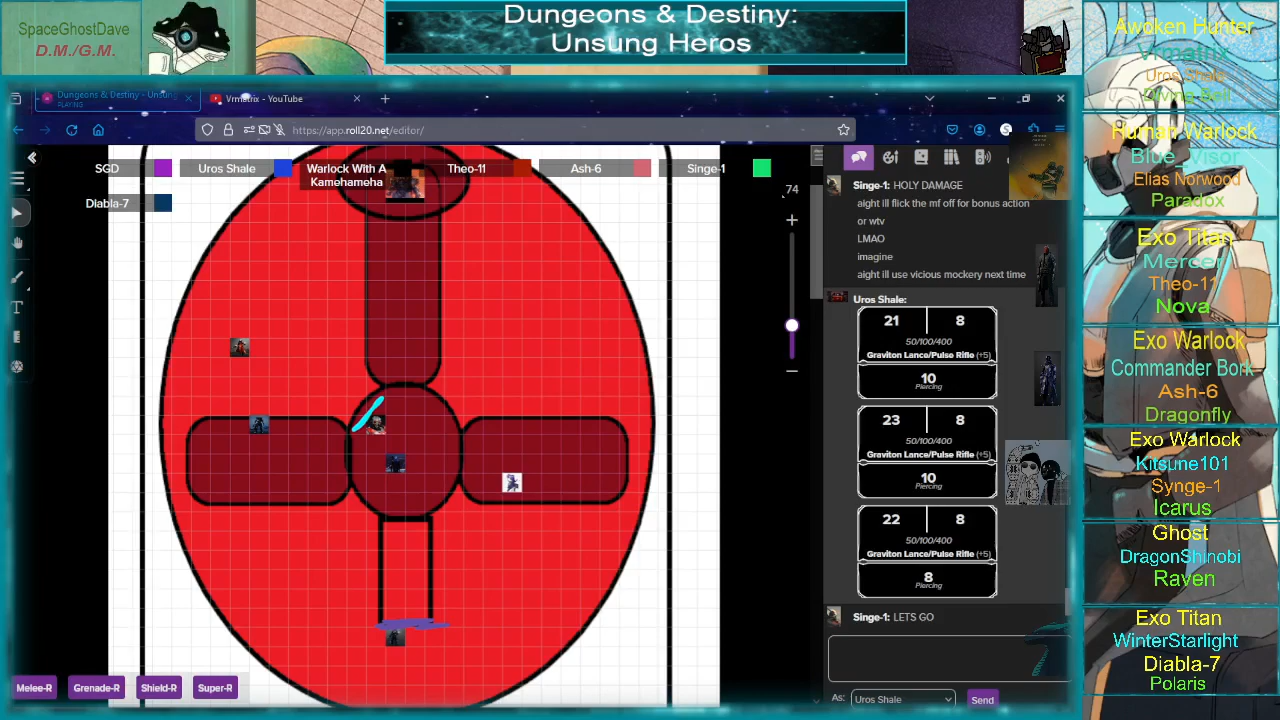 SpaceGhostDave
D.M./G.M.
Dungeons & Destiny:
Unsung Heros
Dungeons & Destiny - Unsung
PLAYING
Vrmatrix - YouTube
https://app.roll20.net/editor/
SGD
Uros Shale
Warlock With A
Kamehameha
Theo-11
Ash-6
Singe-1
Diabla-7
74
Singe-1: HOLY DAMAGE
aight ill flick the mf off for bonus action
or wtv
LMAO
imagine
aight ill use vicious mockery next time
Uros Shale:
21 8
50/100/400
Graviton Lance/Pulse Rifle (+5)
10
Piercing
23 8
50/100/400
Graviton Lance/Pulse Rifle (+5)
10
Piercing
22 8
50/100/400
Graviton Lance/Pulse Rifle (+5)
8
Piercing
Singe-1: LETS GO
As: Uros Shale
Send
Melee-R
Grenade-R
Shield-R
Super-R
Awoken Hunter
Vrmatrix
Uros Shale
Diving Bell
Human Warlock
Blue_Visor
Elias Norwood
Paradox
Exo Titan
Mercer
Theo-11
Nova
Exo Warlock
Commander Bork
Ash-6
Dragonfly
Exo Warlock
Kitsune101
Synge-1
Icarus
Ghost
DragonShinobi
Raven
Exo Titan
WinterStarlight
Diabla-7
Polaris